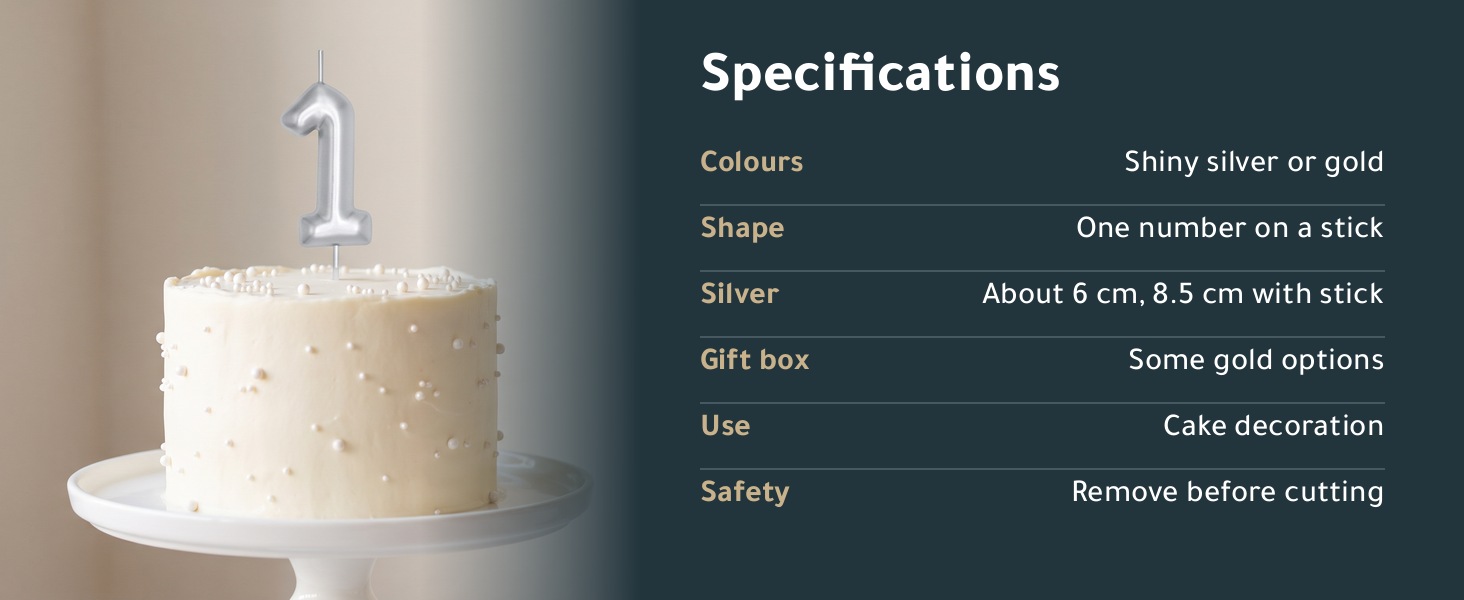 Specifications
Colours Shiny silver or gold
Shape One number on a stick
Silver About 6 cm, 8.5 cm with stick
Gift box Some gold options
Use Cake decoration
Safety Remove before cutting